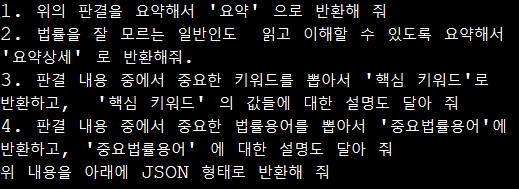 1. 위의 판결을 요약해서 '요약' 으로 반환해 줘
2. 법률을 잘 모르는 일반인도  읽고 이해할 수 있도록 요약해서
'요약상세' 로 반환해줘.
3. 판결 내용 중에서 중요한 키워드를 뽑아서 '핵심 키워드'로
반환하고,  '핵심 키워드' 의 값들에 대한 설명도 달아 줘
4. 판결 내용 중에서 중요한 법률용어를 뽑아서 '중요법률용어'에
반환하고, '중요법률용어' 에 대한 설명도 달아 줘
위 내용을 아래에 JSON 형태로 반환해 줘